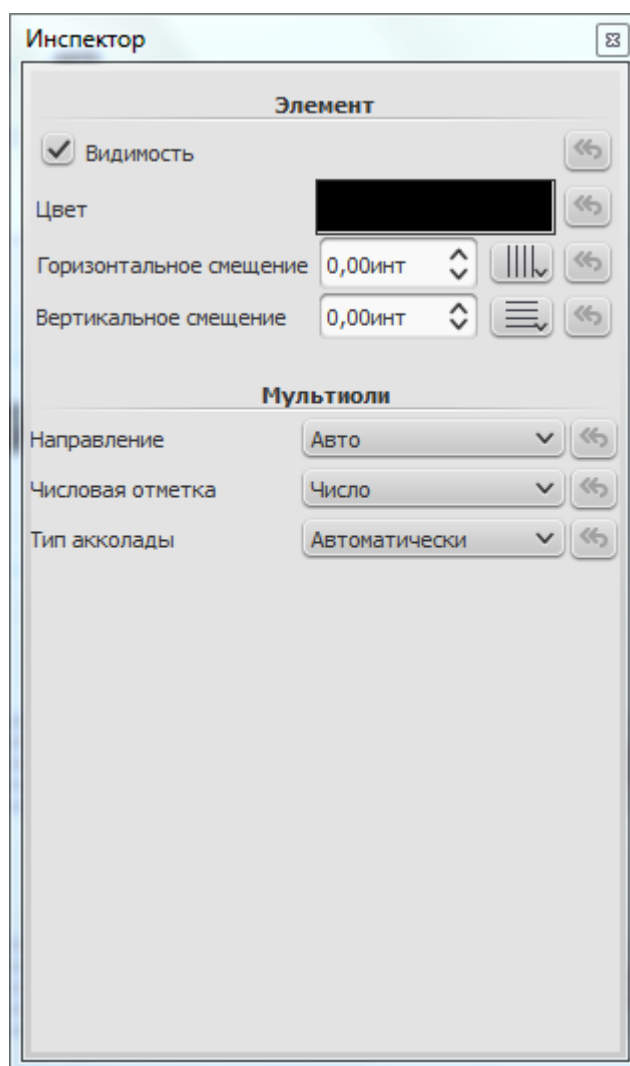 Инспектор
Элемент
Видимость
Цвет
Горизонтальное смещение 0,00инт
Вертикальное смещение 0,00инт
Мультиоли
Направление Авто
Числовая отметка Число
Тип акколады Автоматически